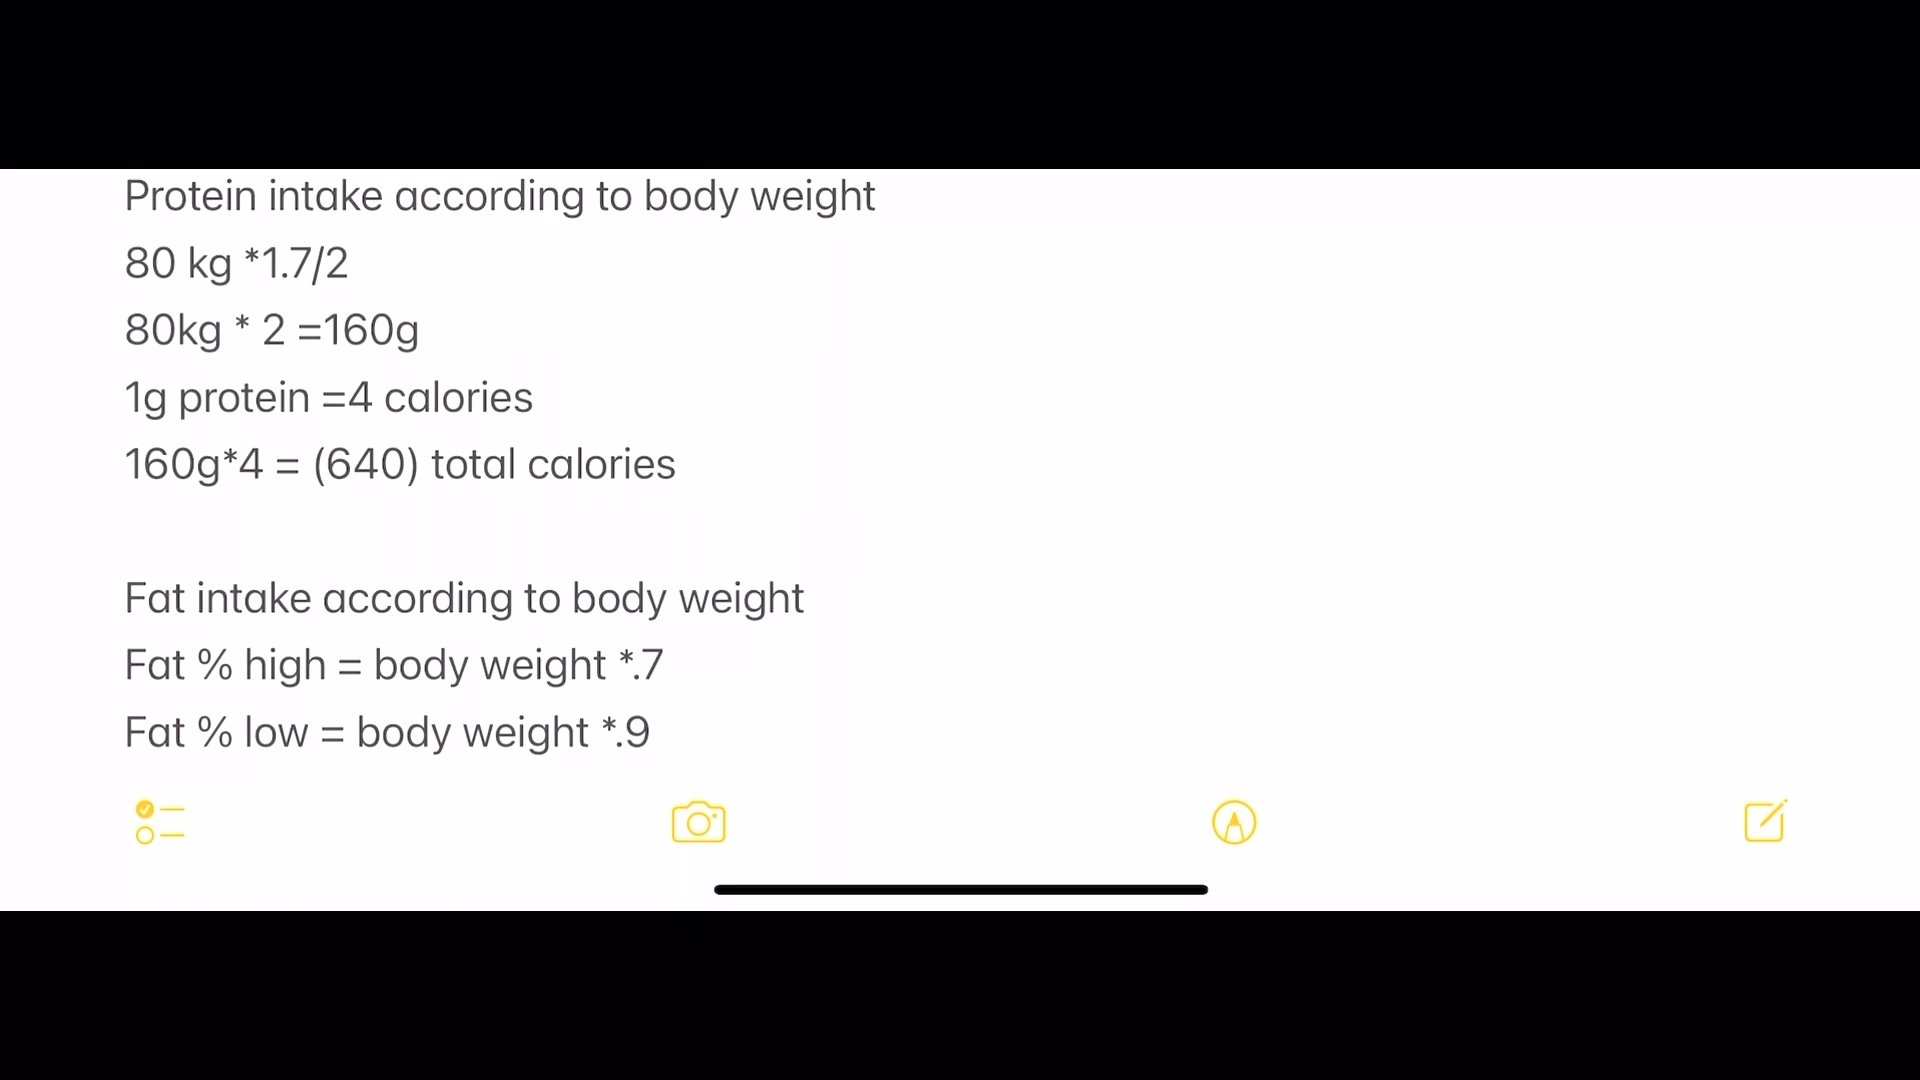 Protein intake according to body weight
80 kg *1.7/2
80kg * 2 =160g
1g protein =4 calories
160g*4 = (640) total calories
Fat intake according to body weight
Fat % high = body weight *.7
Fat % low = body weight *.9